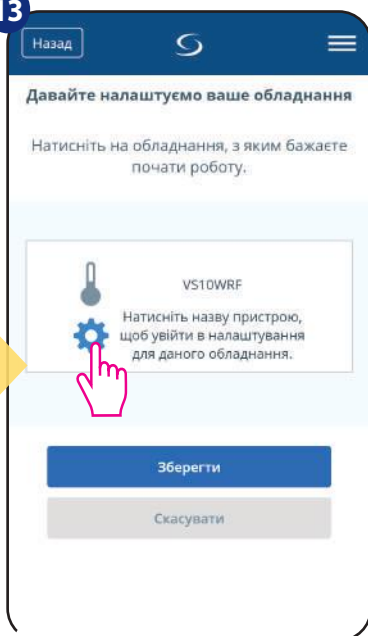 13
Назад
Давайте налаштуємо ваше обладнання
Натисніть на обладнання, з яким бажаєте
почати роботу.
VS10WRF
Натисніть назву пристрою,
щоб увійти в налаштування
для даного обладнання.
Зберегти
Скасувати